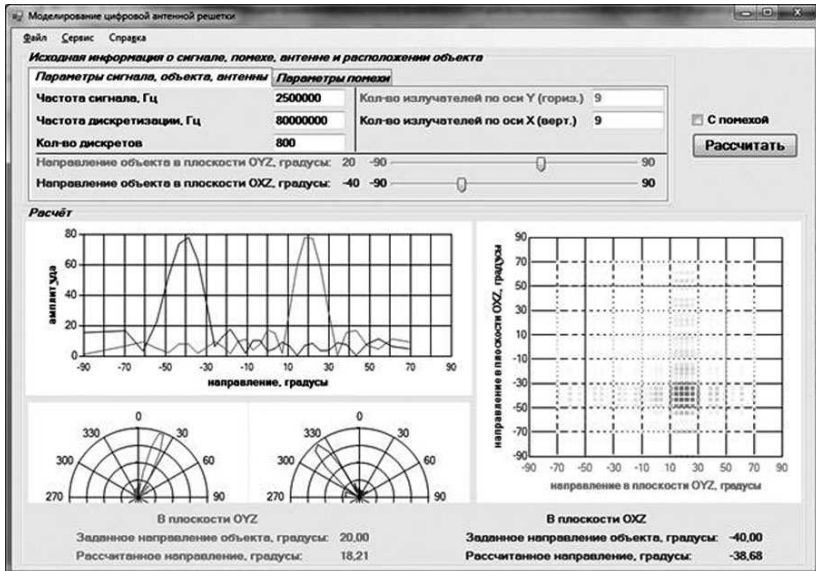 Моделирование цифровой антенной решетки
Файл Сервис Справка
Исходная информация о сигнале, помехе, антенне и расположении объекта
Параметры сигнала, объекта, антенны Параметры помехи
Частота сигнала, Гц 2500000 Кол-во излучателей по оси Y (гориз.) 9
Частота дискретизации, Гц 80000000 Кол-во излучателей по оси X (верт.) 9
Кол-во дискретов 800
С помехой
Рассчитать
Направление объекта в плоскости OYZ, градусы: 20 -90 90
Направление объекта в плоскости OXZ, градусы: -40 -90 90
Расчёт
80
60
40
20
0
амплитуда
-90 -70 -50 -30 -10 10 30 50 70 90
направление, градусы
90
70
50
30
10
-10
-30
-50
-70
-90
направление в плоскости OXZ, градусы
-90 -70 -50 -30 -10 10 30 50 70 90
направление в плоскости OYZ, градусы
0
330 30
300 60
270 90
0
330 30
300 60
270 90
В плоскости OYZ
Заданное направление объекта, градусы: 20,00
Рассчитанное направление, градусы: 18,21
В плоскости OXZ
Заданное направление объекта, градусы: -40,00
Рассчитанное направление, градусы: -38,68